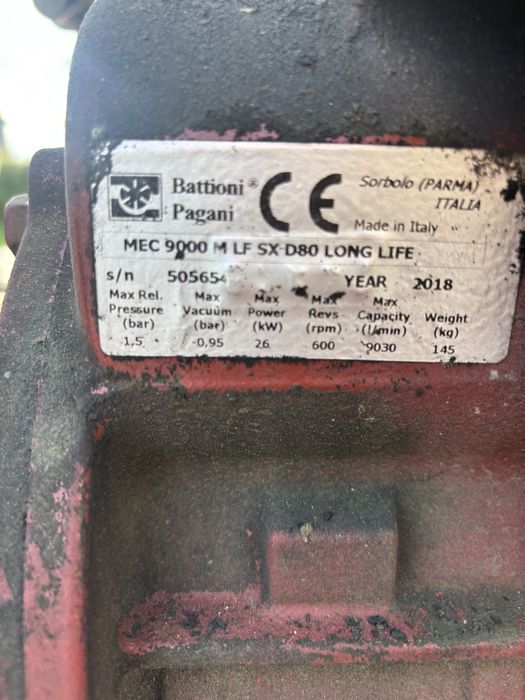 Battioni ®
Pagani
CE
Sorbolo (PARMA)
ITALIA
Made in Italy
MEC 9000 M LF SX D80 LONG LIFE
s/n 505654 YEAR 2018
Max Rel. Max Max Max Max
Pressure Vacuum Power Revs Capacity Weight
(bar) (bar) (kW) (rpm) (l/min) (kg)
1,5 -0,95 26 600 9030 145